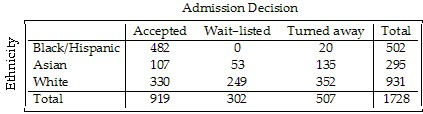 Admission Decision
Accepted Wait–listed Turned away Total
Ethnicity
Black/Hispanic 482 0 20 502
Asian 107 53 135 295
White 330 249 352 931
Total 919 302 507 1728